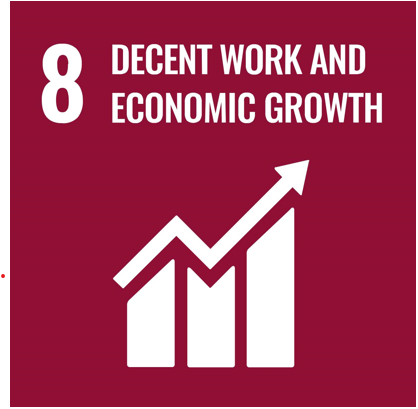 8 DECENT WORK AND
ECONOMIC GROWTH